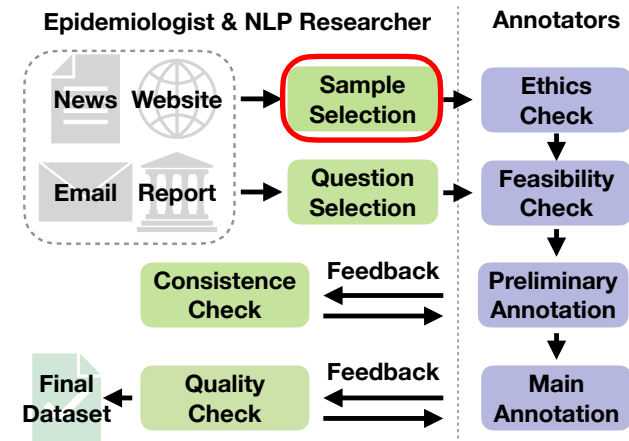 Epidemiologist & NLP Researcher
Annotators
News
Website
Sample
Selection
Ethics
Check
Email
Report
Question
Selection
Feasibility
Check
Consistence
Check
Feedback
Preliminary
Annotation
Final
Dataset
Quality
Check
Feedback
Main
Annotation